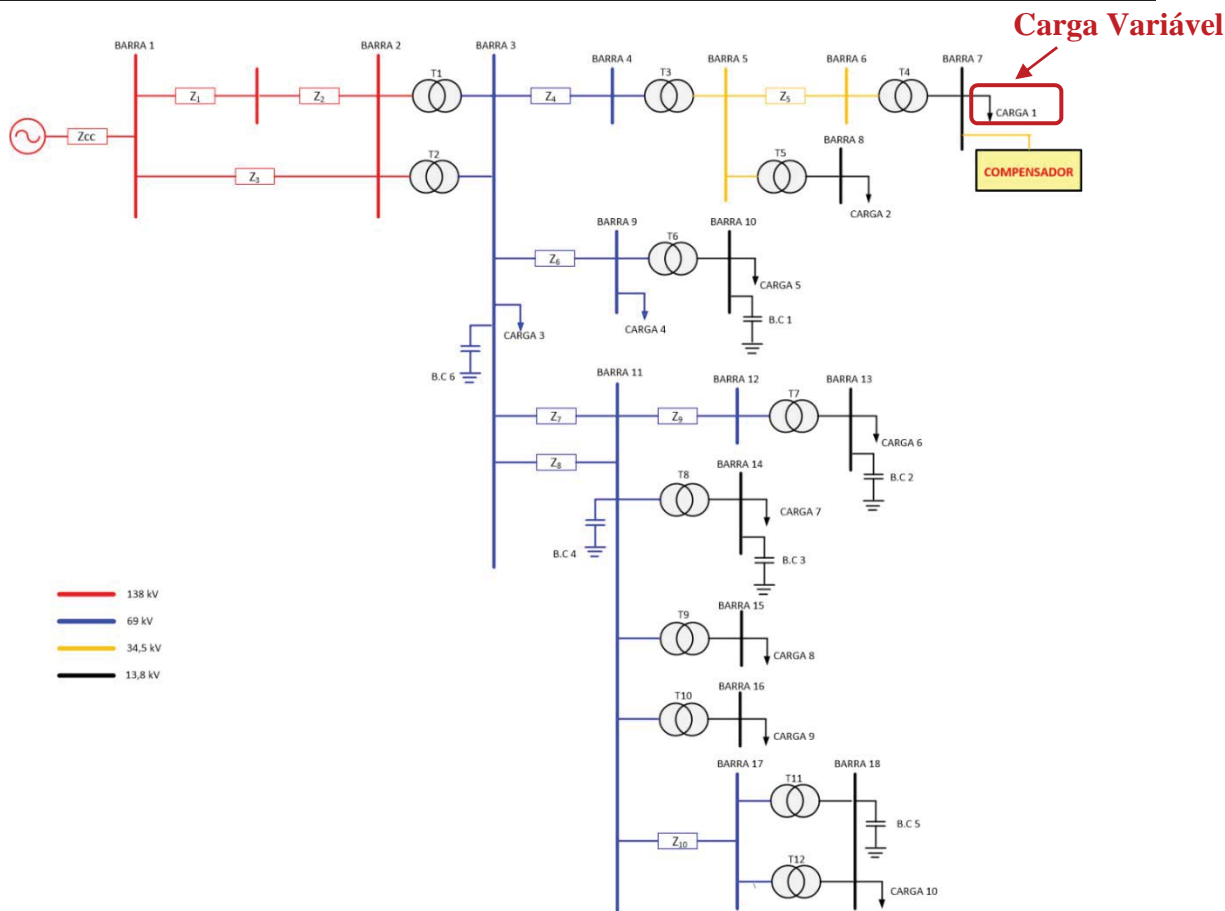 Carga Variável
BARRA 1
BARRA 2
BARRA 3
BARRA 4
BARRA 5
BARRA 6
BARRA 7
T1
T3
T4
Z1
Z2
Z4
Z5
CARGA 1
Zcc
COMPENSADOR
Z3
T2
T5
BARRA 8
CARGA 2
BARRA 9
BARRA 10
T6
Z6
CARGA 5
CARGA 3
CARGA 4
B.C 1
B.C 6
BARRA 11
BARRA 12
BARRA 13
T7
Z7
Z9
CARGA 6
Z8
BARRA 14
T8
B.C 2
CARGA 7
B.C 4
B.C 3
138 kV
69 kV
34,5 kV
13,8 kV
BARRA 15
T9
CARGA 8
BARRA 16
T10
CARGA 9
BARRA 17
BARRA 18
T11
B.C 5
Z10
T12
CARGA 10